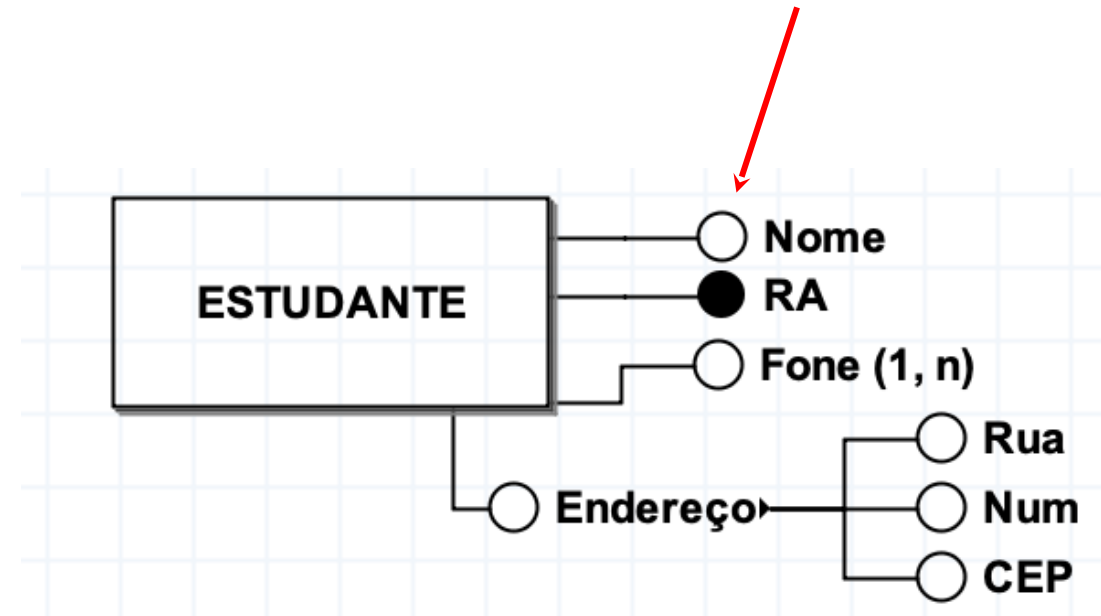 Nome
ESTUDANTE
RA
Fone (1, n)
Rua
Endereço
Num
CEP